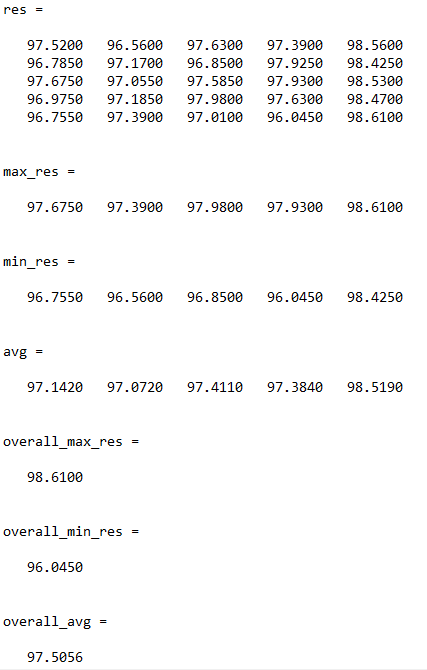 res =
97.5200 96.5600 97.6300 97.3900 98.5600
96.7850 97.1700 96.8500 97.9250 98.4250
97.6750 97.0550 97.5850 97.9300 98.5300
96.9750 97.1850 97.9800 97.6300 98.4700
96.7550 97.3900 97.0100 96.0450 98.6100
max_res =
97.6750 97.3900 97.9800 97.9300 98.6100
min_res =
96.7550 96.5600 96.8500 96.0450 98.4250
avg =
97.1420 97.0720 97.4110 97.3840 98.5190
overall_max_res =
98.6100
overall_min_res =
96.0450
overall_avg =
97.5056